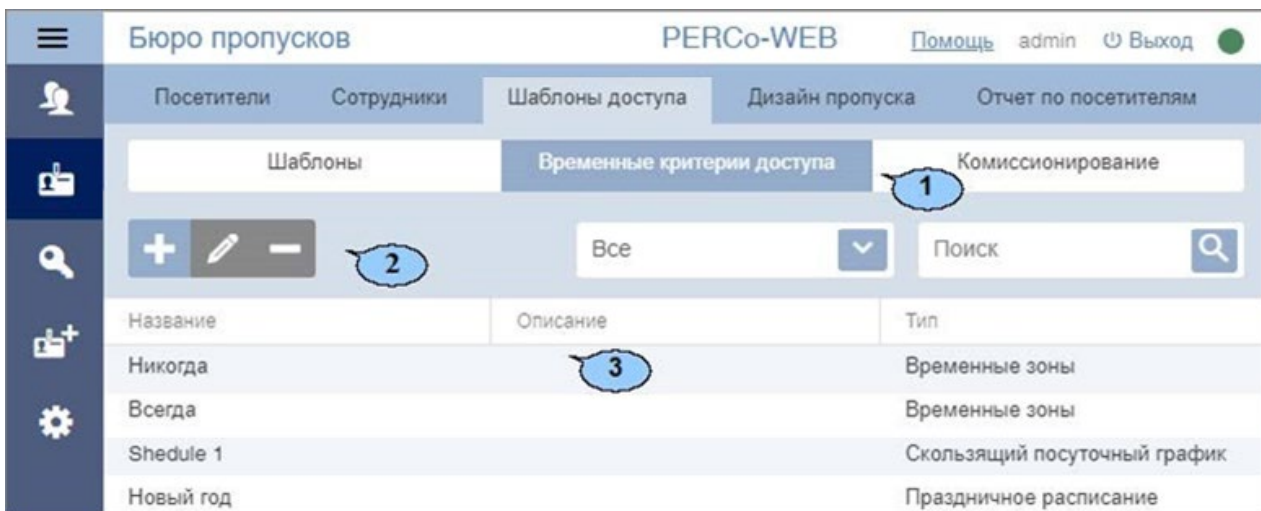 Бюро пропусков PERCo-WEB Помощь admin Выход
Посетители Сотрудники Шаблоны доступа Дизайн пропуска Отчет по посетителям
Шаблоны Временные критерии доступа Комиссионирование
1
Все Поиск
2
Название Описание Тип
3
Никогда Временные зоны
Всегда Временные зоны
Shedule 1 Скользящий посуточный график
Новый год Праздничное расписание